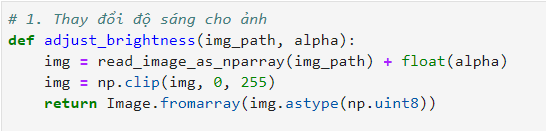 # 1. Thay đổi độ sáng cho ảnh
def adjust_brightness(img_path, alpha):
    img = read_image_as_nparray(img_path) + float(alpha)
    img = np.clip(img, 0, 255)
    return Image.fromarray(img.astype(np.uint8))